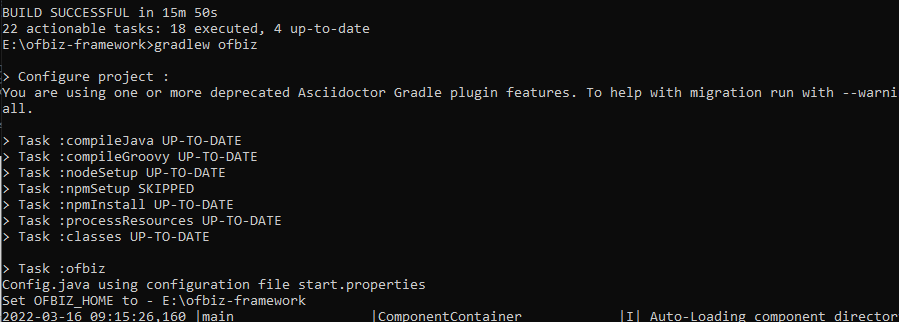 BUILD SUCCESSFUL in 15m 50s
22 actionable tasks: 18 executed, 4 up-to-date
E:\ofbiz-framework>gradlew ofbiz
> Configure project :
You are using one or more deprecated Asciidoctor Gradle plugin features. To help with migration run with --warni
all.
> Task :compileJava UP-TO-DATE
> Task :compileGroovy UP-TO-DATE
> Task :nodeSetup UP-TO-DATE
> Task :npmSetup SKIPPED
> Task :npmInstall UP-TO-DATE
> Task :processResources UP-TO-DATE
> Task :classes UP-TO-DATE
> Task :ofbiz
Config.java using configuration file start.properties
Set OFBIZ_HOME to - E:\ofbiz-framework
2022-03-16 09:15:26,160 |main |ComponentContainer |I| Auto-Loading component director